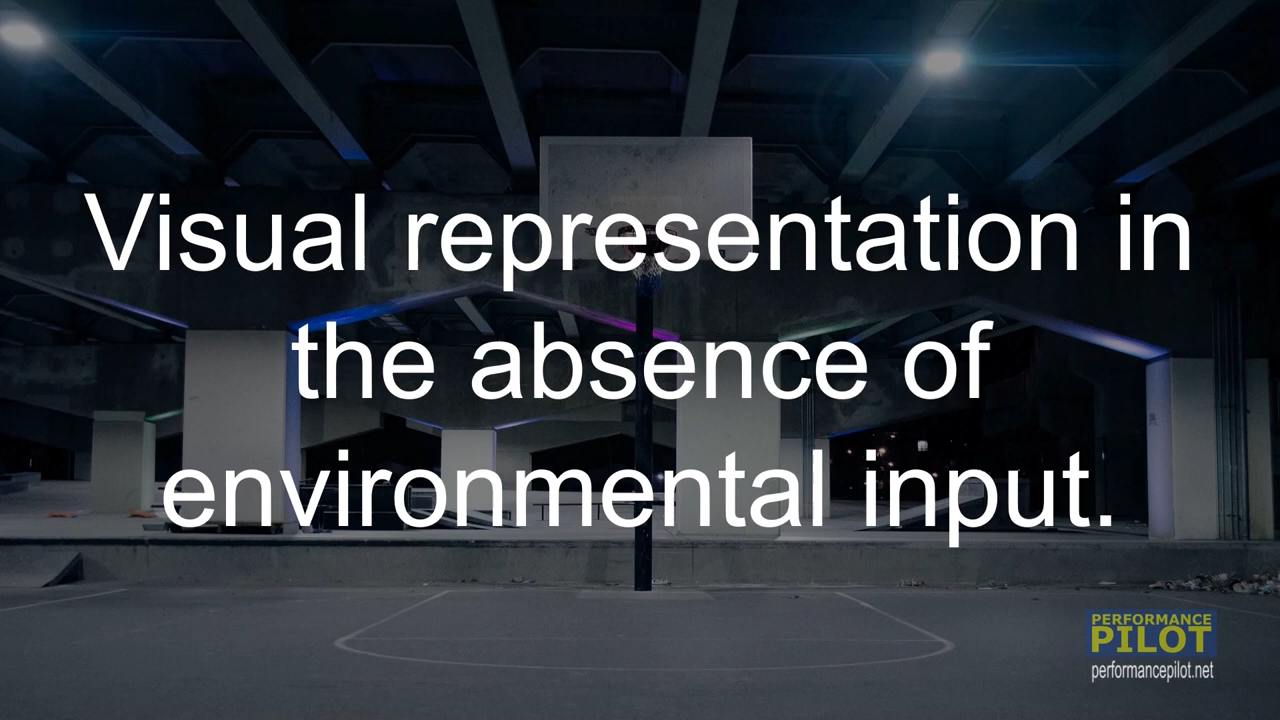 Visual representation in
the absence of
environmental input.
PERFORMANCE
PILOT
performancepilot.net